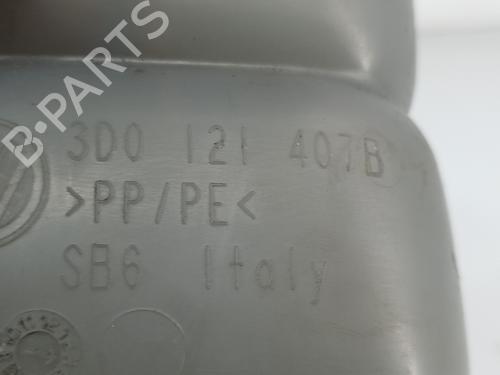 B-PARTS
3D0 121 407B
>PP/PE<
SB6 Italy